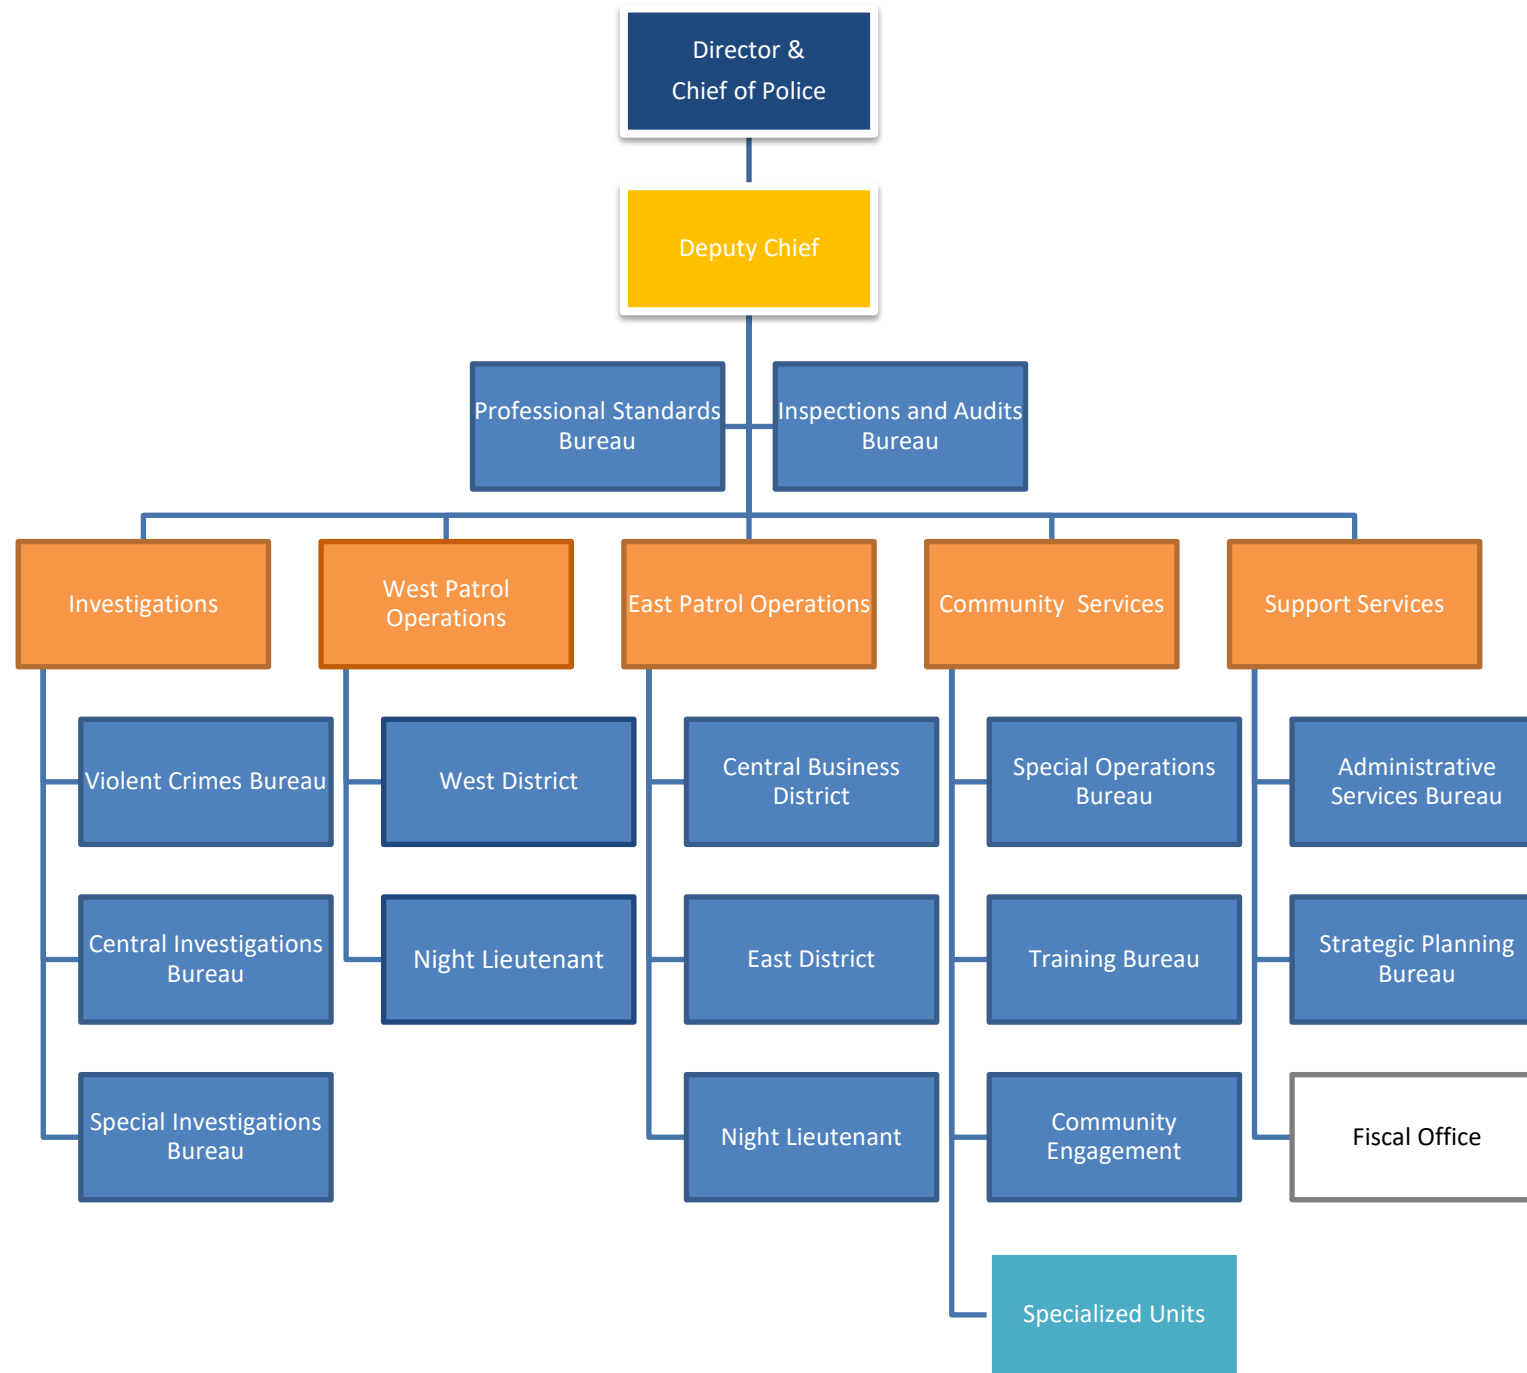 Director &
Chief of Police
Deputy Chief
Professional Standards
Bureau
Inspections and Audits
Bureau
Investigations
West Patrol
Operations
East Patrol Operations
Community  Services
Support Services
Violent Crimes Bureau
West District
Central Business
District
Special Operations
Bureau
Administrative
Services Bureau
Central Investigations
Bureau
Night Lieutenant
East District
Training Bureau
Strategic Planning
Bureau
Special Investigations
Bureau
Night Lieutenant
Community
Engagement
Fiscal Office
Specialized Units